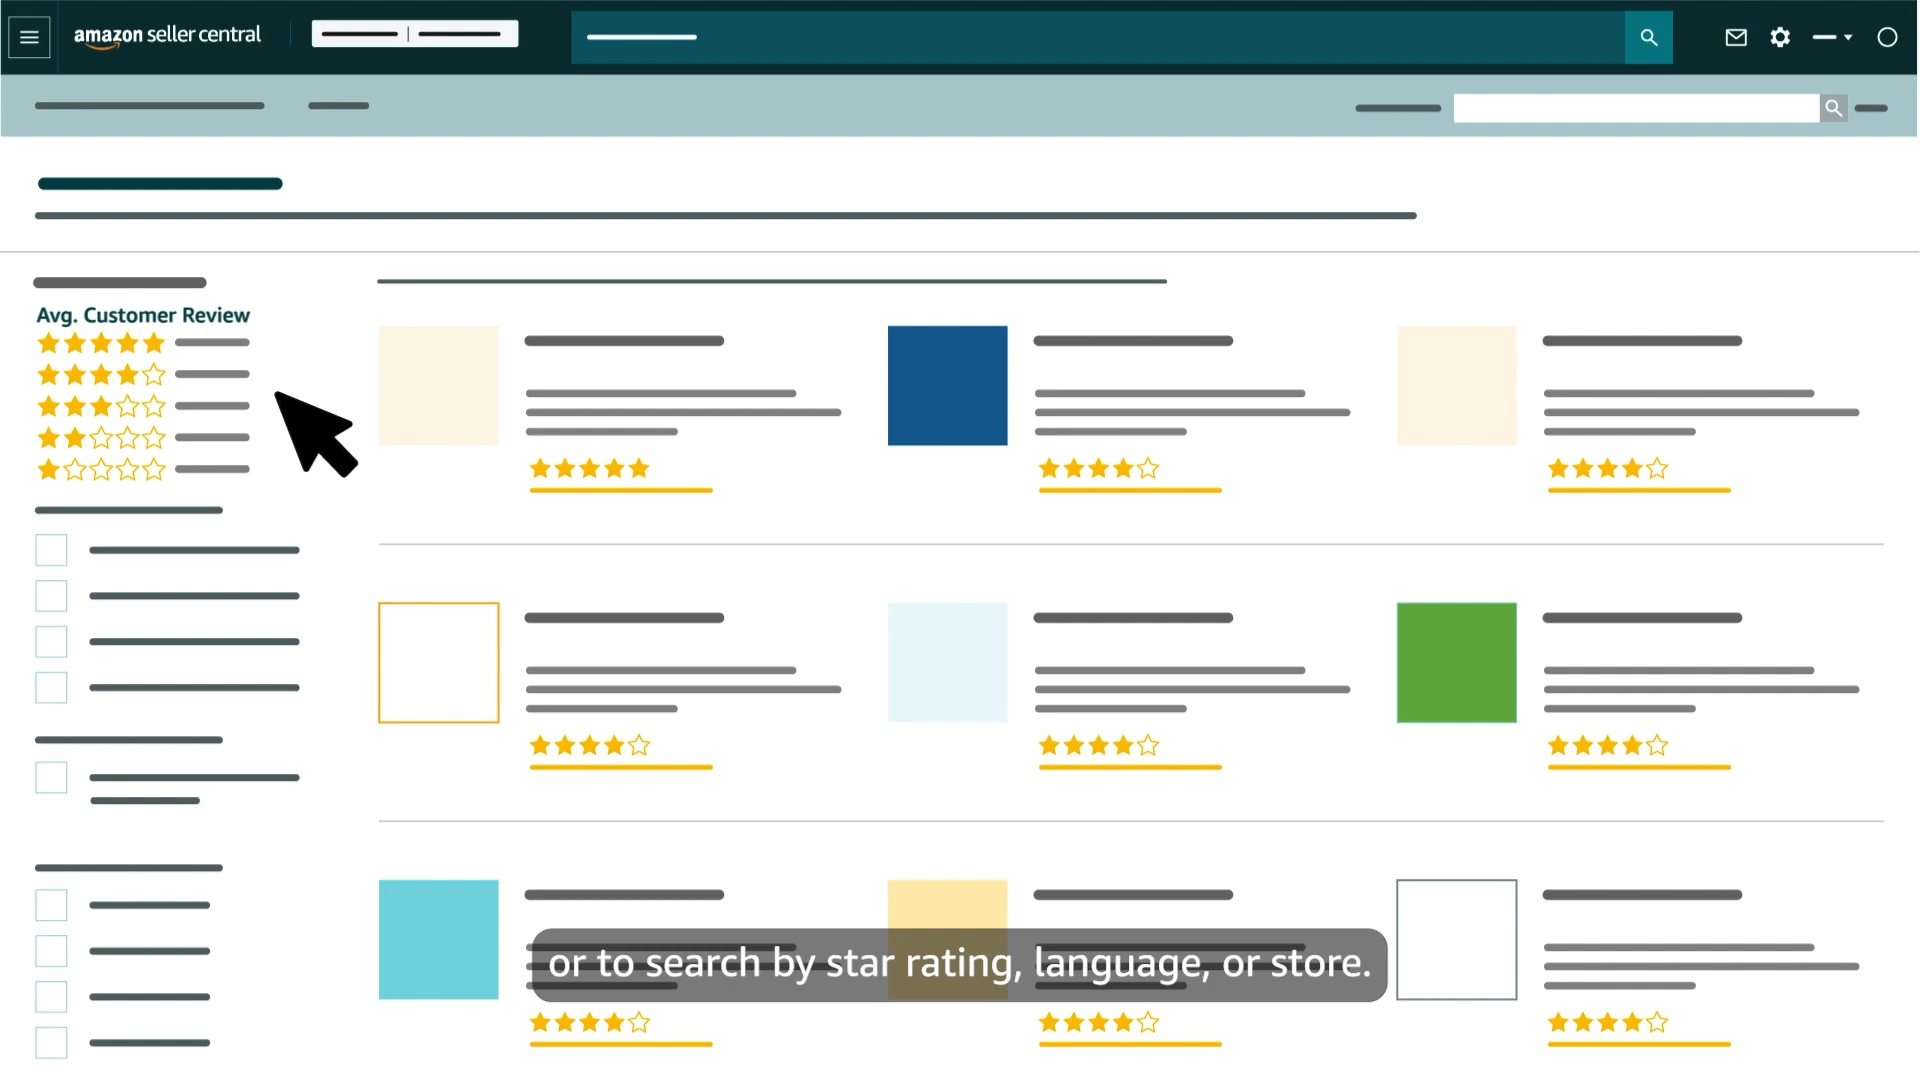 amazon seller central
Avg. Customer Review
or to search by star rating, language, or store.